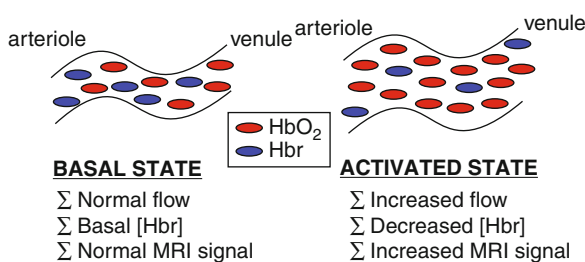 arteriole
venule
arteriole
venule
HbO₂
Hbr
BASAL STATE
∑ Normal flow
∑ Basal [Hbr]
∑ Normal MRI signal
ACTIVATED STATE
∑ Increased flow
∑ Decreased [Hbr]
∑ Increased MRI signal